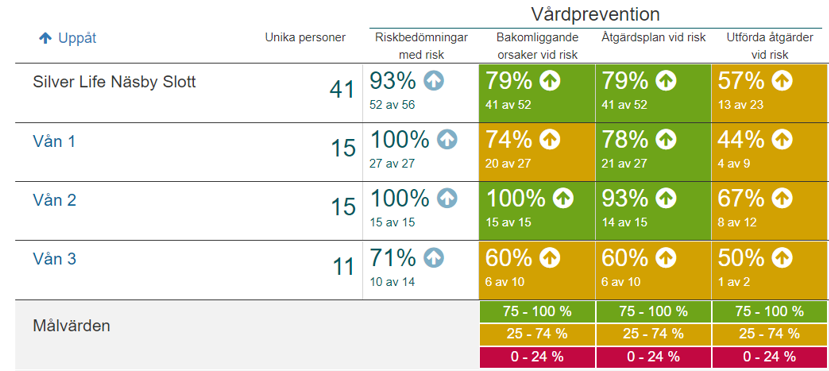 Vårdprevention
Uppåt
Unika personer
Riskbedömningar med risk
Bakomliggande orsaker vid risk
Åtgärdsplan vid risk
Utförda åtgärder vid risk
Silver Life Näsby Slott
41
93%
52 av 56
79%
41 av 52
79%
41 av 52
57%
13 av 23
Vån 1
15
100%
27 av 27
74%
20 av 27
78%
21 av 27
44%
4 av 9
Vån 2
15
100%
15 av 15
100%
15 av 15
93%
14 av 15
67%
8 av 12
Vån 3
11
71%
10 av 14
60%
6 av 10
60%
6 av 10
50%
1 av 2
Målvärden
75 - 100 % 75 - 100 % 75 - 100 %
25 - 74 % 25 - 74 % 25 - 74 %
0 - 24 % 0 - 24 % 0 - 24 %